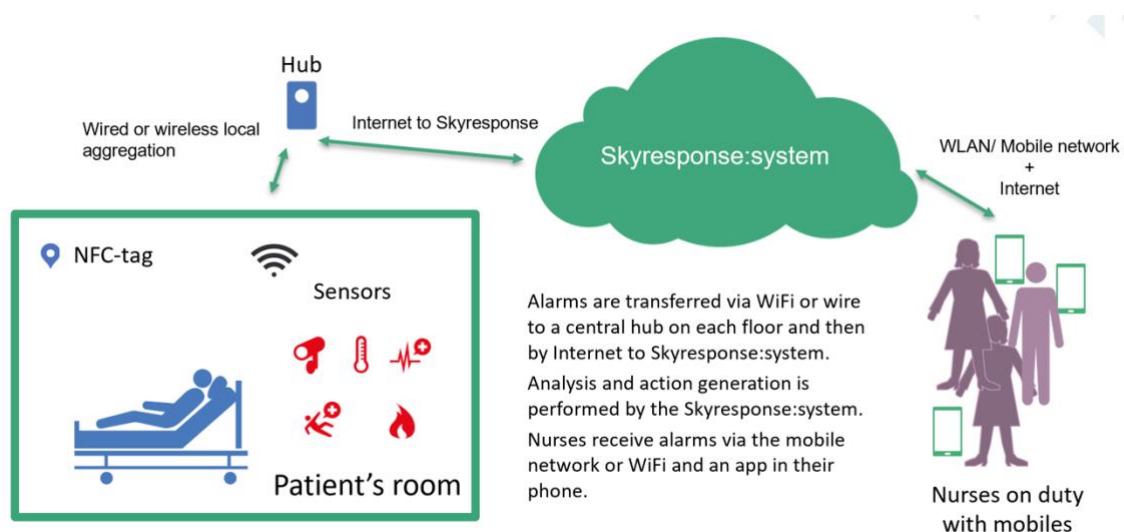 Hub
Wired or wireless local
aggregation
Internet to Skyresponse
Skyresponse:system
WLAN/ Mobile network
+
Internet
NFC-tag
Sensors
Patient's room
Alarms are transferred via WiFi or wire
to a central hub on each floor and then
by Internet to Skyresponse:system.
Analysis and action generation is
performed by the Skyresponse:system.
Nurses receive alarms via the mobile
network or WiFi and an app in their
phone.
Nurses on duty
with mobiles